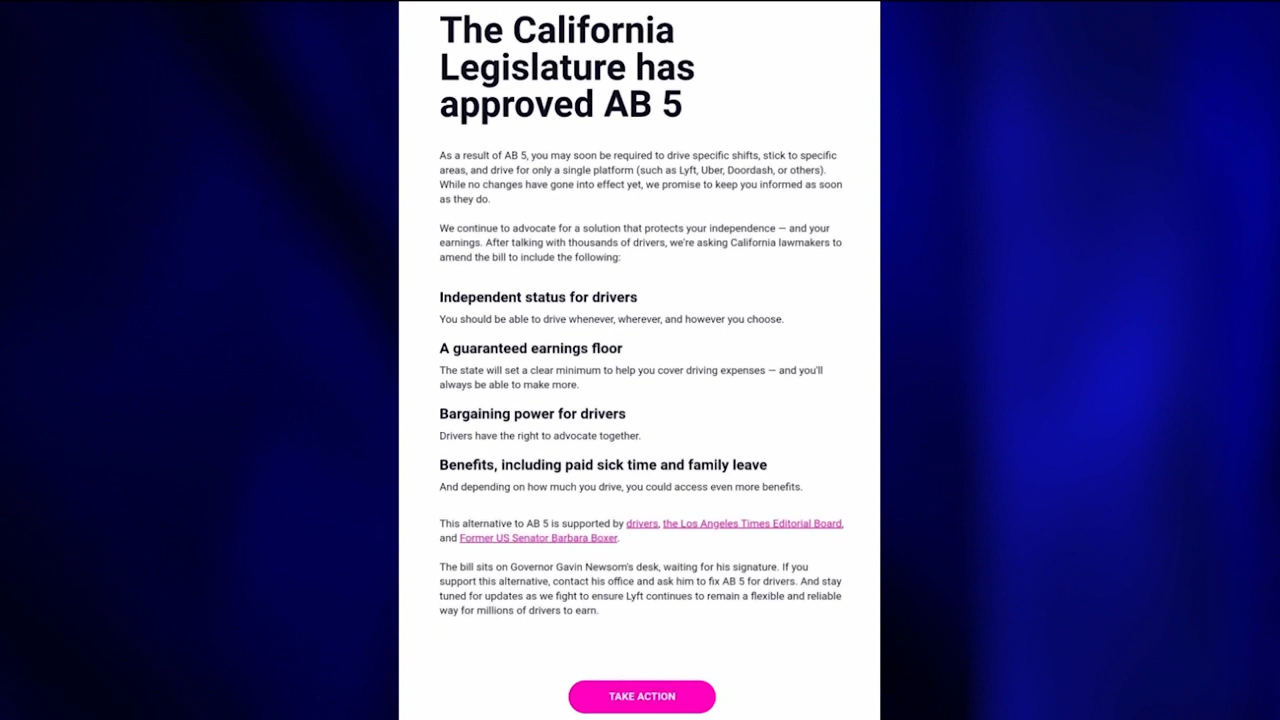 The California
Legislature has
approved AB 5
As a result of AB 5, you may soon be required to drive specific shifts, stick to specific
areas, and drive for only a single platform (such as Lyft, Uber, Doordash, or others).
While no changes have gone into effect yet, we promise to keep you informed as soon
as they do.
We continue to advocate for a solution that protects your independence — and your
earnings. After talking with thousands of drivers, we're asking California lawmakers to
amend the bill to include the following:
Independent status for drivers
You should be able to drive whenever, wherever, and however you choose.
A guaranteed earnings floor
The state will set a clear minimum to help you cover driving expenses — and you'll
always be able to make more.
Bargaining power for drivers
Drivers have the right to advocate together.
Benefits, including paid sick time and family leave
And depending on how much you drive, you could access even more benefits.
This alternative to AB 5 is supported by drivers, the Los Angeles Times Editorial Board,
and Former US Senator Barbara Boxer.
The bill sits on Governor Gavin Newsom's desk, waiting for his signature. If you
support this alternative, contact his office and ask him to fix AB 5 for drivers. And stay
tuned for updates as we fight to ensure Lyft continues to remain a flexible and reliable
way for millions of drivers to earn.
TAKE ACTION